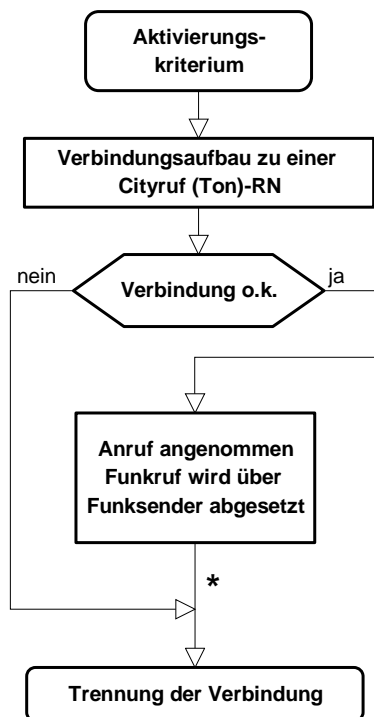 Aktivierungs-
kriterium
Verbindungsaufbau zu einer
Cityruf (Ton)-RN
nein
Verbindung o.k.
ja
Anruf angenommen
Funkruf wird über
Funksender abgesetzt
*
Trennung der Verbindung